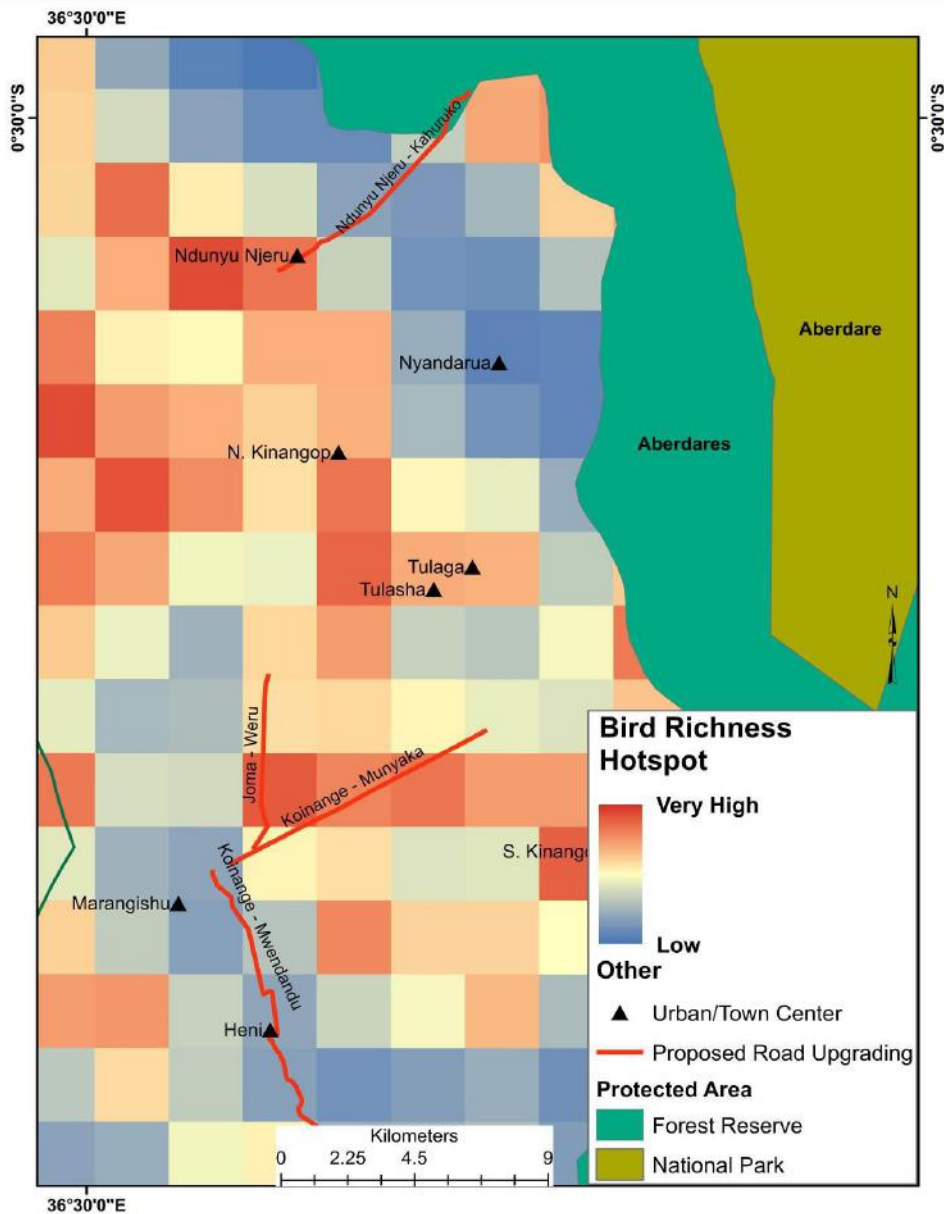 36°30'0"E
0°30'0"S
0°30'0"S
Ndunyu Njeru - Kahuruko
Ndunyu Njeru
Aberdare
Nyandarua
Aberdares
N. Kinangop
Tulaga
Tulasha
N
Joma - Weru
Koinange - Munyaka
S. Kinango
Koinange - Mwendandu
Marangishu
Heni
Bird Richness
Hotspot
Very High
Low
Other
Urban/Town Center
Proposed Road Upgrading
Protected Area
Forest Reserve
National Park
Kilometers
0 2.25 4.5 9
36°30'0"E